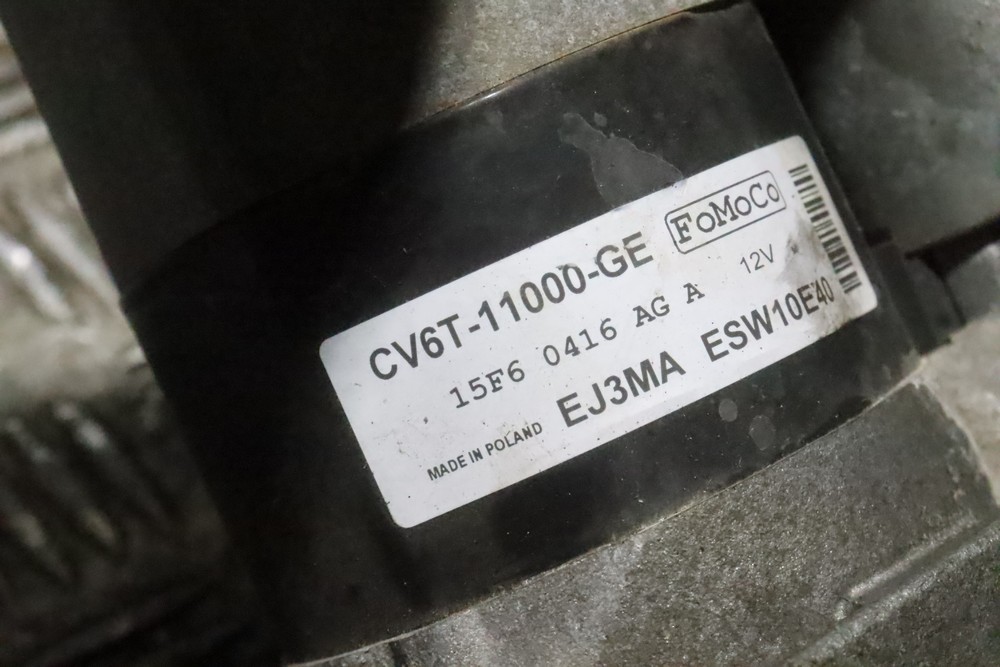 CV6T-11000-GE FoMoCo
15F6 0416 AG A 12V
MADE IN POLAND EJ3MA ESW10E40